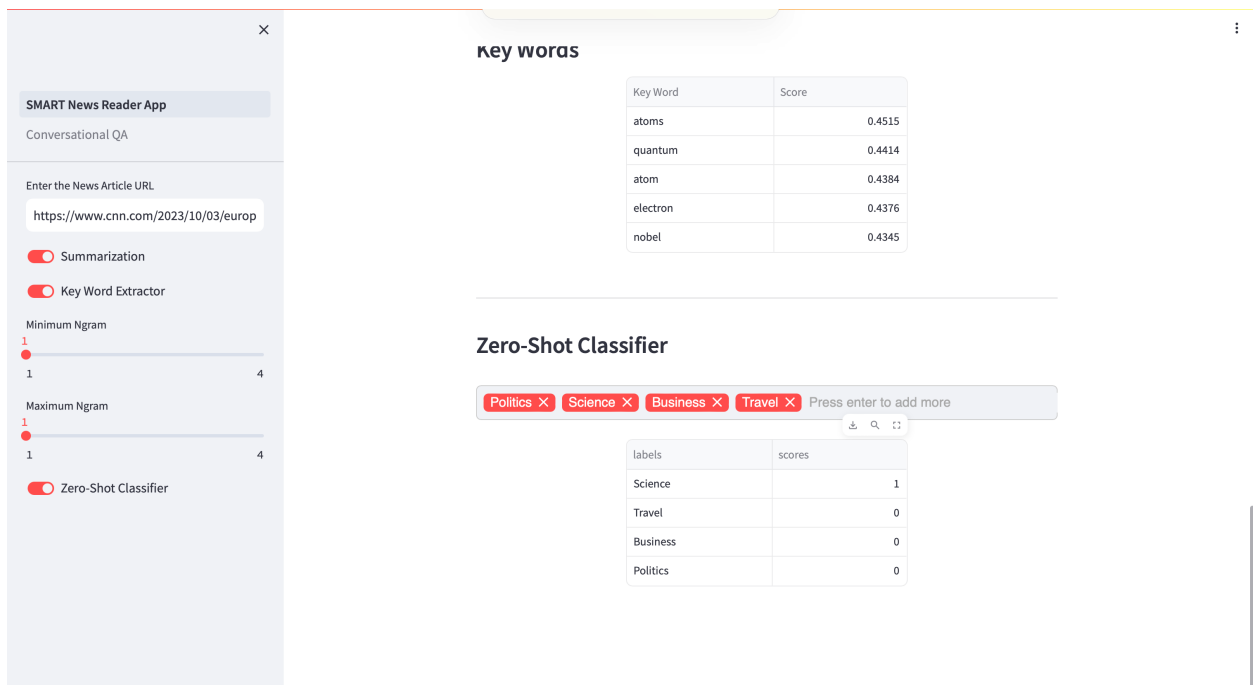 SMART News Reader App
Conversational QA
Enter the News Article URL
https://www.cnn.com/2023/10/03/europ
Summarization
Key Word Extractor
Minimum Ngram
1
1 4
Maximum Ngram
1
1 4
Zero-Shot Classifier
Key Words
Key Word Score
atoms 0.4515
quantum 0.4414
atom 0.4384
electron 0.4376
nobel 0.4345
Zero-Shot Classifier
Politics Science Business Travel Press enter to add more
labels scores
Science 1
Travel 0
Business 0
Politics 0